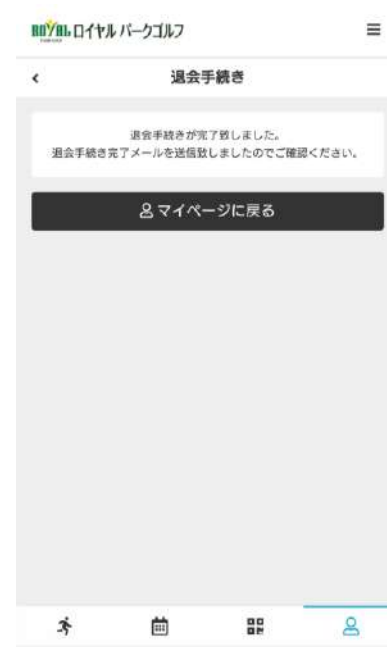 ROYAL ロイヤル パークゴルフ
退会手続き
退会手続きが完了致しました。
退会手続き完了メールを送信致しましたのでご確認ください。
マイページに戻る